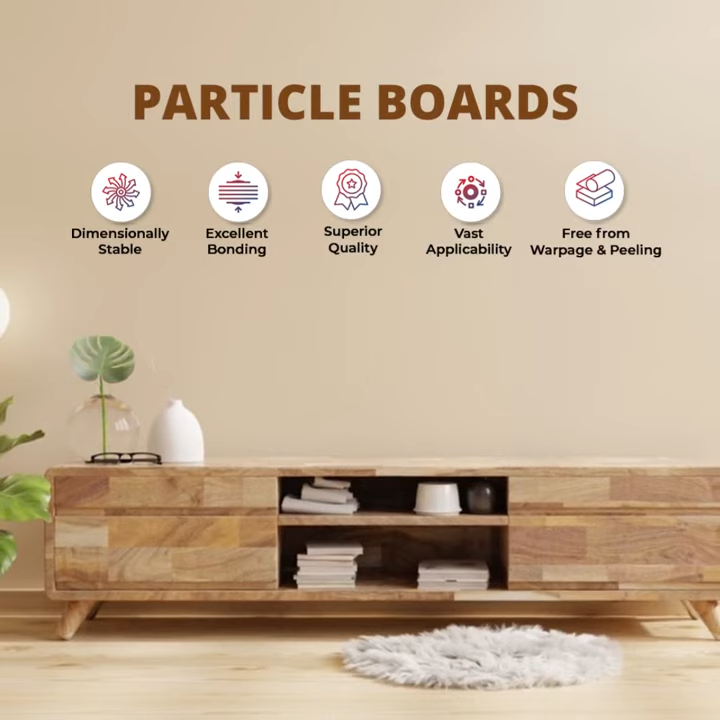 PARTICLE BOARDS
Dimensionally
Stable
Excellent
Bonding
Superior
Quality
Vast
Applicability
Free from
Warpage & Peeling